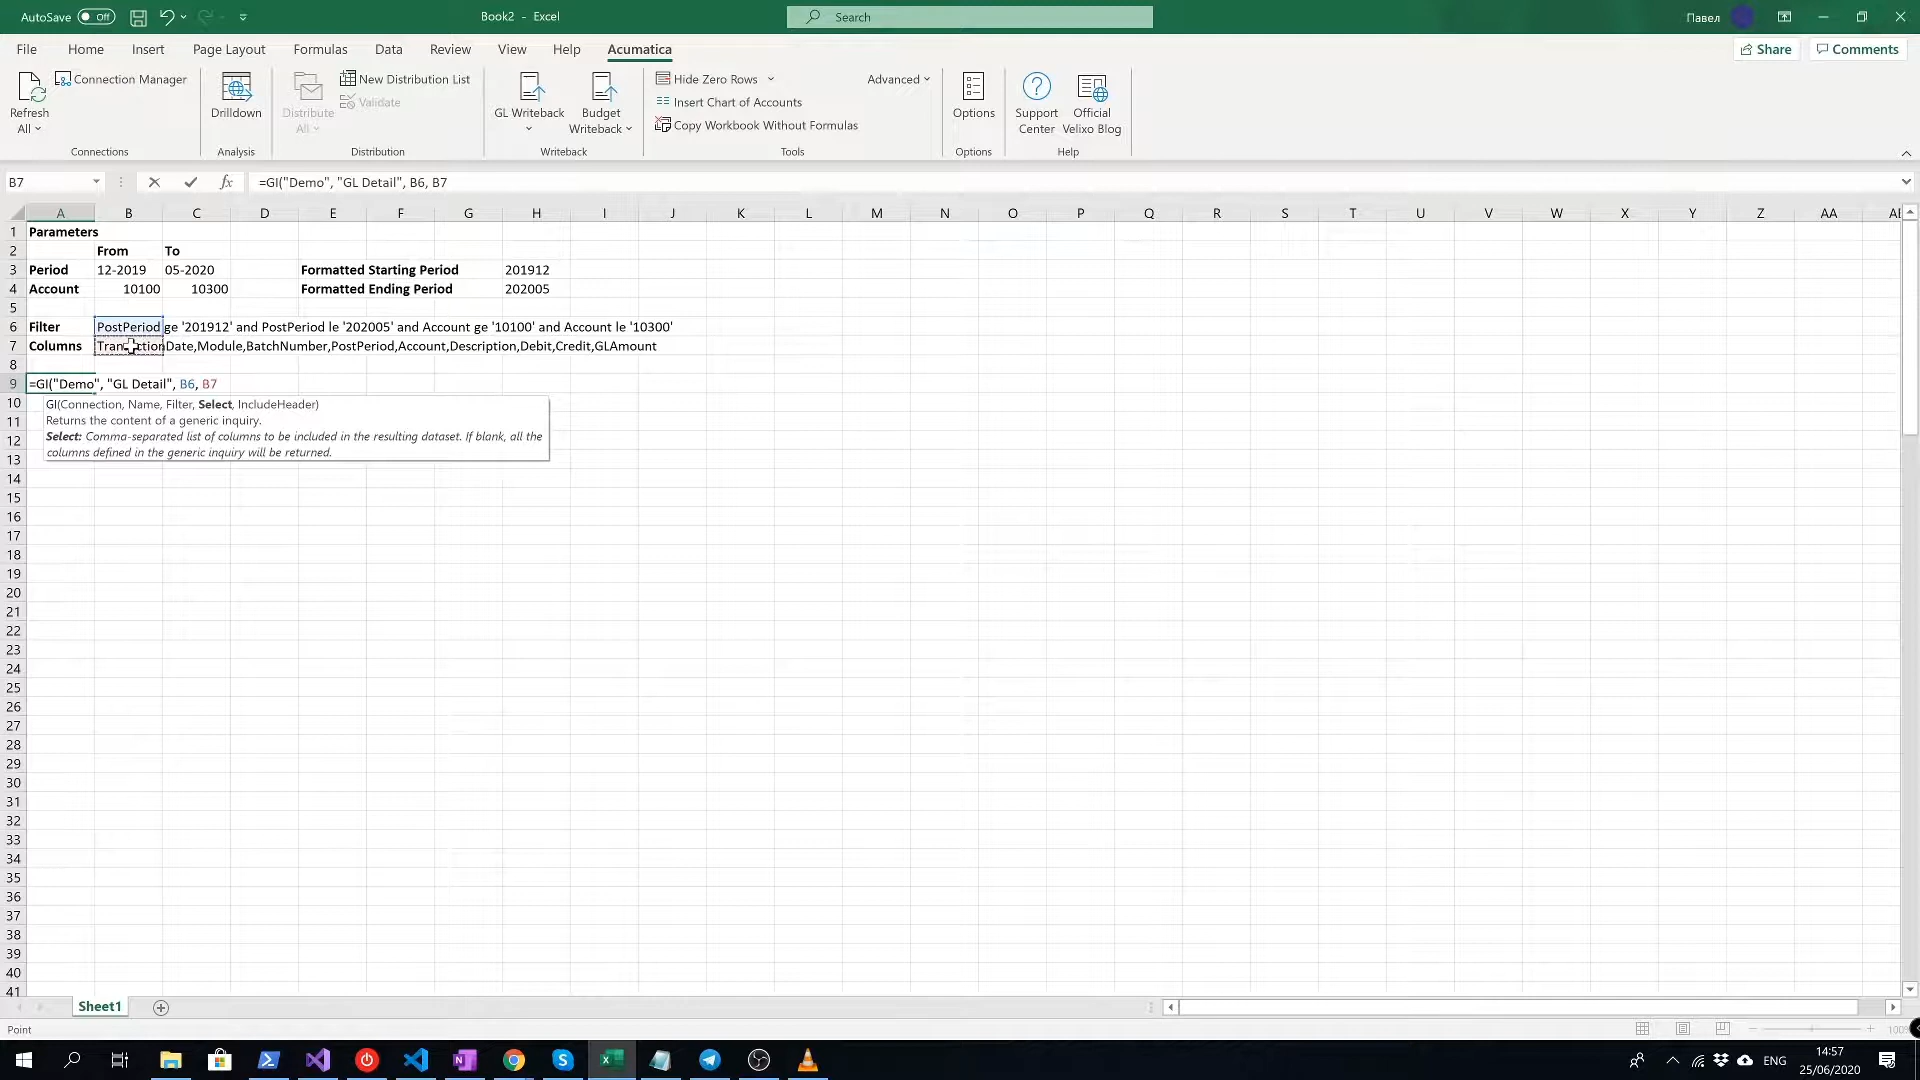 AutoSave Off Book2 - Excel Search Павел
File Home Insert Page Layout Formulas Data Review View Help Acumatica Share Comments
Refresh All Connection Manager
Connections
Drilldown
Analysis
Distribute All New Distribution List
Validate
Distribution
GL Writeback
Budget Writeback
Writeback
Hide Zero Rows Advanced
Insert Chart of Accounts
Copy Workbook Without Formulas
Tools
Options
Options
Support Center
Official Velixo Blog
Help
B7 fx =GI("Demo", "GL Detail", B6, B7
A B C D E F G H I J K L M N O P Q R S T U V W X Y Z AA
1 Parameters
2 From To
3 Period 12-2019 05-2020 Formatted Starting Period 201912
4 Account 10100 10300 Formatted Ending Period 202005
5
6 Filter PostPeriod ge '201912' and PostPeriod le '202005' and Account ge '10100' and Account le '10300'
7 Columns TransactionDate,Module,BatchNumber,PostPeriod,Account,Description,Debit,Credit,GLAmount
8
9 =GI("Demo", "GL Detail", B6, B7
10 GI(Connection, Name, Filter, Select, IncludeHeader)
11 Returns the content of a generic inquiry.
12 Select: Comma-separated list of columns to be included in the resulting dataset. If blank, all the
13 columns defined in the generic inquiry will be returned.
14
15
16
17
18
19
20
21
22
23
24
25
26
27
28
29
30
31
32
33
34
35
36
37
38
39
40
41
Sheet1
Point 100%
ENG 14:57
25/06/2020